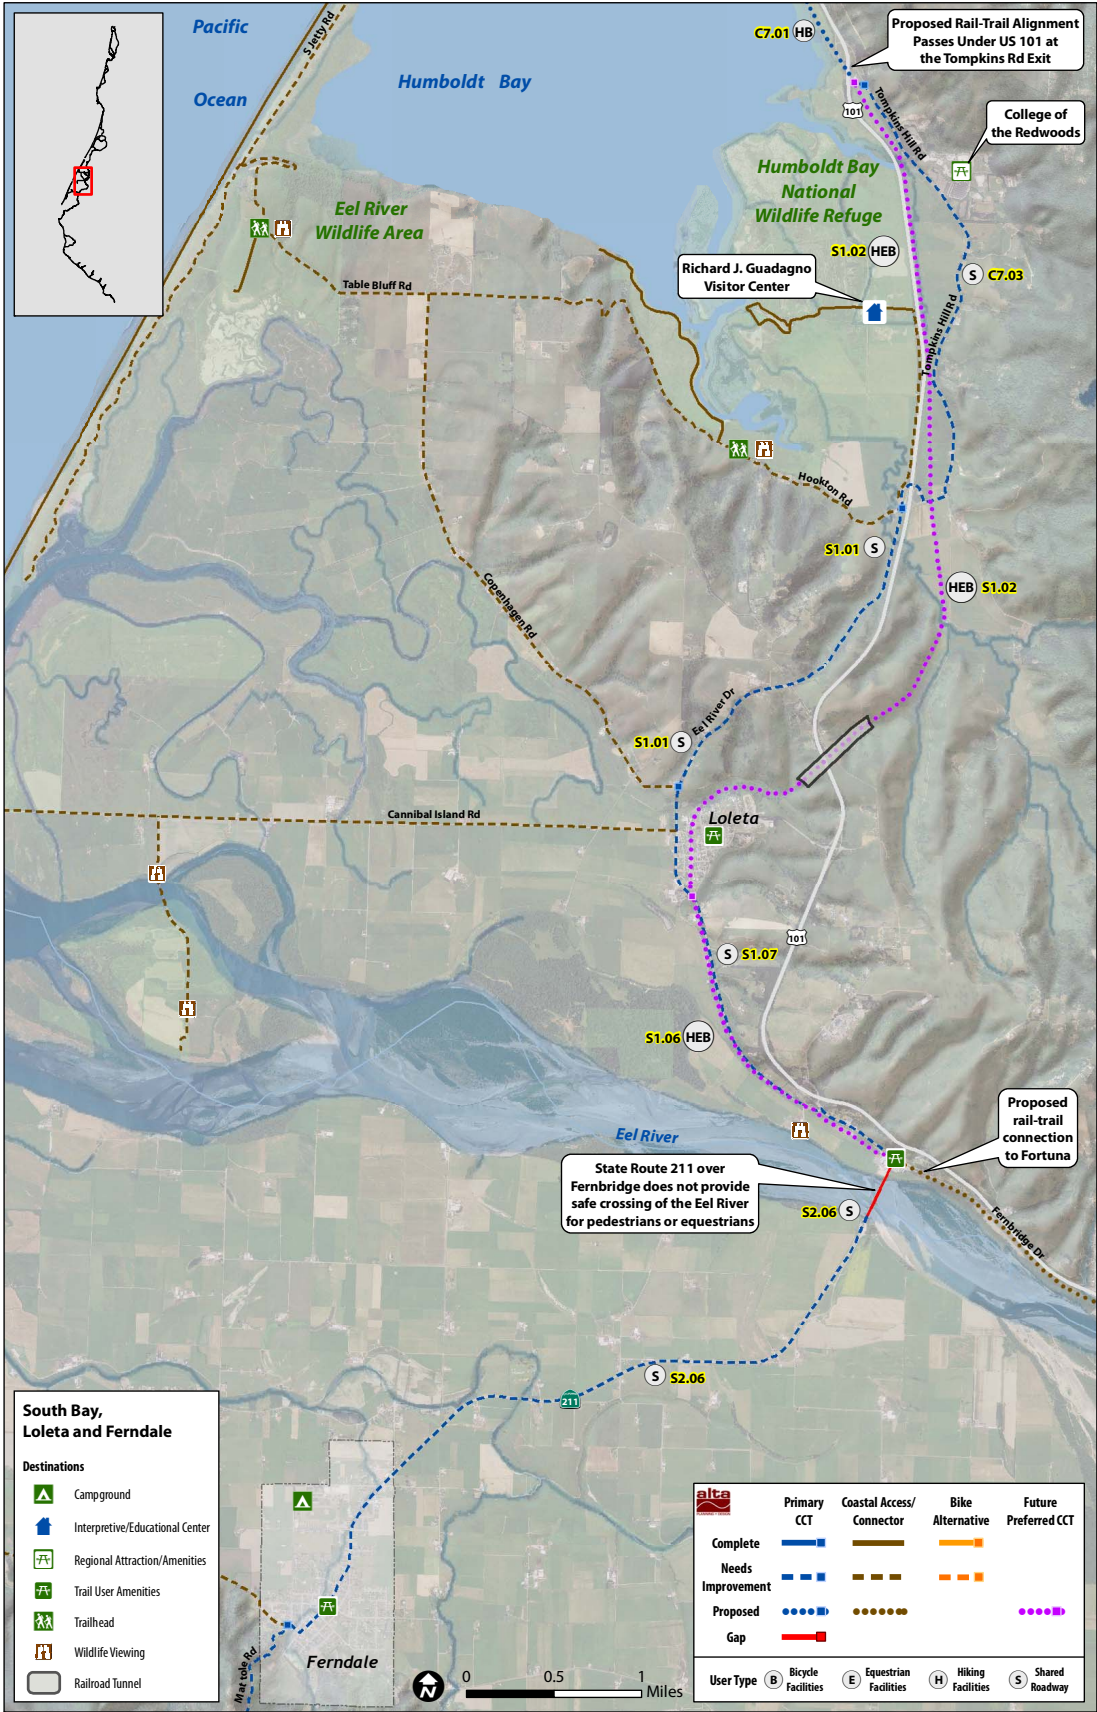 Pacific
Ocean
S Jetty Rd
Humboldt Bay
C7.01 HB
Proposed Rail-Trail Alignment
Passes Under US 101 at
the Tompkins Rd Exit
101
Tompkins Hill Rd
College of
the Redwoods
Humboldt Bay
National
Wildlife Refuge
Eel River
Wildlife Area
S1.02 HEB
Richard J. Guadagno
Visitor Center
S C7.03
Table Bluff Rd
Tompkins Hill Rd
Hookton Rd
S1.01 S
HEB S1.02
Copenhagen Rd
Eel River Dr
S1.01 S
Cannibal Island Rd
Loleta
101
S S1.07
S1.06 HEB
Eel River
Proposed
rail-trail
connection
to Fortuna
State Route 211 over
Fernbridge does not provide
safe crossing of the Eel River
for pedestrians or equestrians
S2.06 S
Fernbridge Dr
S S2.06
211
South Bay,
Loleta and Ferndale
Destinations
Campground
Interpretive/Educational Center
Regional Attraction/Amenities
Trail User Amenities
Trailhead
Wildlife Viewing
Railroad Tunnel
Mattole Rd
Ferndale
N
0 0.5 1
Miles
alta
PLANNING + DESIGN
Primary
CCT
Coastal Access/
Connector
Bike
Alternative
Future
Preferred CCT
Complete
Needs
Improvement
Proposed
Gap
User Type
B Bicycle
Facilities
E Equestrian
Facilities
H Hiking
Facilities
S Shared
Roadway